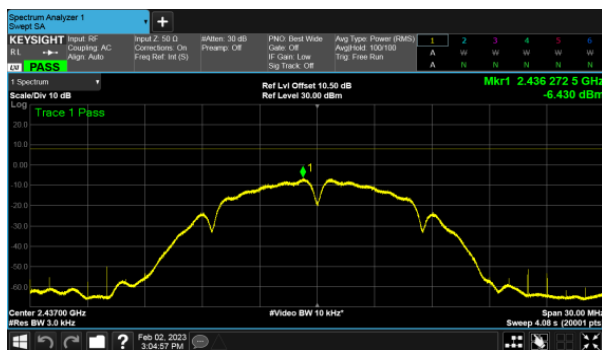 Spectrum Analyzer 1
Swept SA
+
KEYSIGHT Input: RF
RL Coupling: AC
Align: Auto
LXI PASS
Input Z: 50 Ω
Corrections: On
Freq Ref: Int (S)
#Atten: 30 dB
Preamp: Off
PNO: Best Wide
Gate: Off
IF Gain: Low
Sig Track: Off
Avg Type: Power (RMS)
Avg|Hold: 100/100
Trig: Free Run
1 2 3 4 5 6
A W W W W W
A N N N N N
1 Spectrum
Scale/Div 10 dB
Ref Lvl Offset 10.50 dB
Ref Level 30.00 dBm
Mkr1 2.436 272 5 GHz
-6.430 dBm
Log
Trace 1 Pass
20.0
10.0
0.00
1
-10.0
-20.0
-30.0
-40.0
-50.0
-60.0
Center 2.43700 GHz
#Video BW 10 kHz*
Span 30.00 MHz
#Res BW 3.0 kHz
Sweep 4.08 s (20001 pts)
?
Feb 02, 2023
3:04:57 PM